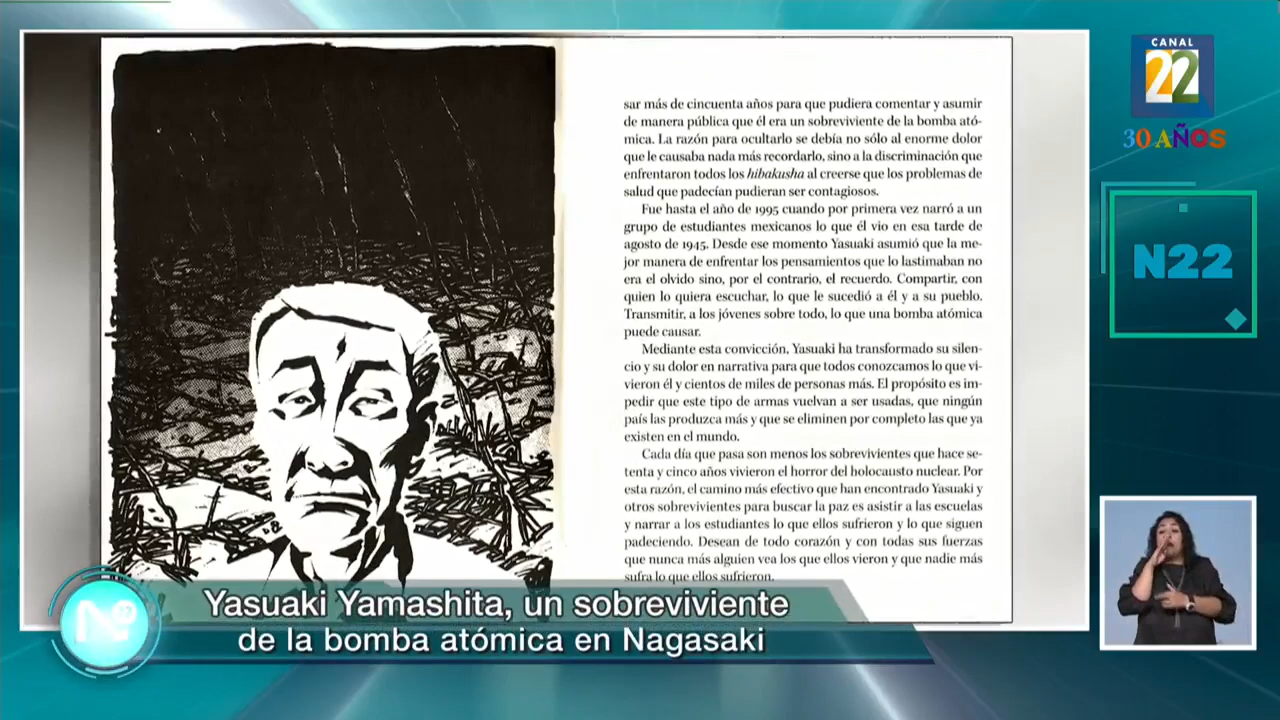 sar más de cincuenta años para que pudiera comentar y asumir
de manera pública que él era un sobreviviente de la bomba ató-
mica. La razón para ocultarlo se debía no sólo al enorme dolor
que le causaba nada más recordarlo, sino a la discriminación que
enfrentaron todos los hibakusha al creerse que los problemas de
salud que padecían pudieran ser contagiosos.
Fue hasta el año de 1995 cuando por primera vez narró a un
grupo de estudiantes mexicanos lo que él vio en esa tarde de
agosto de 1945. Desde ese momento Yasuaki asumió que la me-
jor manera de enfrentar los pensamientos que lo lastimaban no
era el olvido sino, por el contrario, el recuerdo. Compartir, con
quien lo quiera escuchar, lo que le sucedió a él y a su pueblo.
Transmitir, a los jóvenes sobre todo, lo que una bomba atómica
puede causar.
Mediante esta convicción, Yasuaki ha transformado su silen-
cio y su dolor en narrativa para que todos conozcamos lo que vi-
vieron él y cientos de miles de personas más. El propósito es im-
pedir que este tipo de armas vuelvan a ser usadas, que ningún
país las produzca más y que se eliminen por completo las que ya
existen en el mundo.
Cada día que pasa son menos los sobrevivientes que hace se-
tenta y cinco años vivieron el horror del holocausto nuclear. Por
esta razón, el camino más efectivo que han encontrado Yasuaki y
otros sobrevivientes para buscar la paz es asistir a las escuelas
y narrar a los estudiantes lo que ellos sufrieron y lo que siguen
padeciendo. Desean de todo corazón y con todas sus fuerzas
que nunca más alguien vea los que ellos vieron y que nadie más
sufra lo que ellos sufrieron.
CANAL
22
30 AÑOS
N22
N22
Yasuaki Yamashita, un sobreviviente
de la bomba atómica en Nagasaki